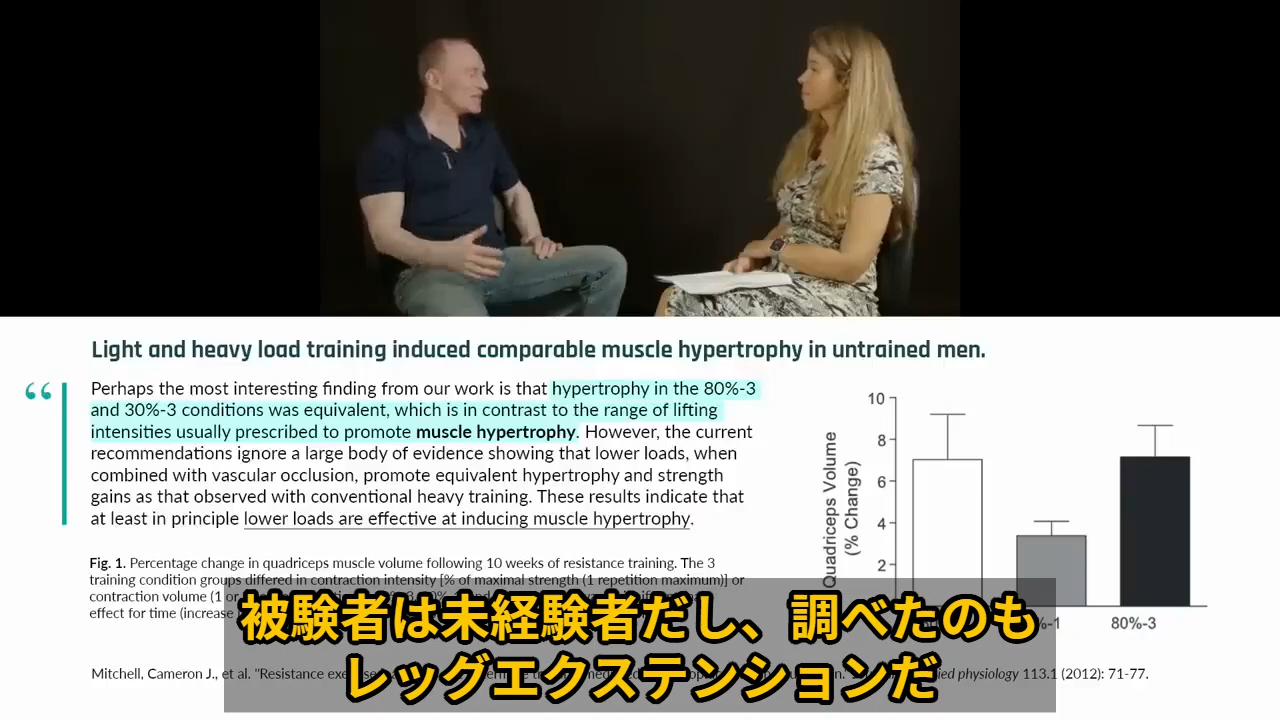 Light and heavy load training induced comparable muscle hypertrophy in untrained men.
“
Perhaps the most interesting finding from our work is that hypertrophy in the 80%-3
and 30%-3 conditions was equivalent, which is in contrast to the range of lifting
intensities usually prescribed to promote muscle hypertrophy. However, the current
recommendations ignore a large body of evidence showing that lower loads, when
combined with vascular occlusion, promote equivalent hypertrophy and strength
gains as that observed with conventional heavy training. These results indicate that
at least in principle lower loads are effective at inducing muscle hypertrophy.
Fig. 1. Percentage change in quadriceps muscle volume following 10 weeks of resistance training. The 3
training condition groups differed in contraction intensity [% of maximal strength (1 repetition maximum)] or
contraction volume (1 or
effect for time (increase
Quadriceps Volume
(% Change)
10
8
6
4
2
%-1
80%-3
被験者は未経験者だし、調べたのも
レッグエクステンションだ
Mitchell, Cameron J., et al. "Resistance physiology 113.1 (2012): 71-77.